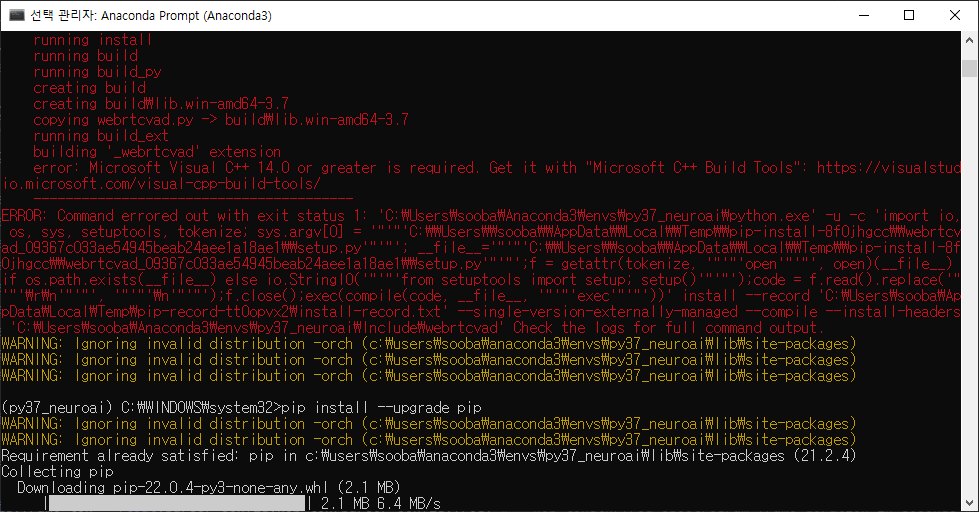 선택 관리자: Anaconda Prompt (Anaconda3)
running install
running build
running build_py
creating build
creating build₩lib.win-amd64-3.7
copying webrtcvad.py -> build₩lib.win-amd64-3.7
running build_ext
building '_webrtcvad' extension
error: Microsoft Visual C++ 14.0 or greater is required. Get it with "Microsoft C++ Build Tools": https://visualstud
io.microsoft.com/visual-cpp-build-tools/
----------------------------------------
ERROR: Command errored out with exit status 1: 'C:₩Users₩sooba₩Anaconda3₩envs₩py37_neuroai₩python.exe' -u -c 'import io,
os, sys, setuptools, tokenize; sys.argv[0] = '"'"'C:₩Users₩₩sooba₩₩AppData₩₩Local₩₩Temp₩₩pip-install-8f0jhgcc₩₩webrtcv
ad_09367c033ae54945beab24aee1a18ae1₩₩setup.py'"'"'; __file__='"'"'C:₩₩Users₩₩sooba₩₩AppData₩₩Local₩₩Temp₩₩pip-install-8f
0jhgcc₩₩webrtcvad_09367c033ae54945beab24aee1a18ae1₩₩setup.py'"'"';f = getattr(tokenize, '"'"'open'"'"', open)(__file__)
if os.path.exists(__file__) else io.StringIO('"'"'from setuptools import setup; setup()'"'"');code = f.read().replace('"
'"'₩r₩n'"'"', '"'"'₩n'"'"');f.close();exec(compile(code, __file__, '"'"'exec'"'"'))' install --record 'C:₩Users₩sooba₩Ap
pData₩Local₩Temp₩pip-record-tt0opvx2₩install-record.txt' --single-version-externally-managed --compile --install-headers
'C:₩Users₩sooba₩Anaconda3₩envs₩py37_neuroai₩Include₩webrtcvad' Check the logs for full command output.
WARNING: Ignoring invalid distribution -orch (c:₩users₩sooba₩anaconda3₩envs₩py37_neuroai₩lib₩site-packages)
WARNING: Ignoring invalid distribution -orch (c:₩users₩sooba₩anaconda3₩envs₩py37_neuroai₩lib₩site-packages)
WARNING: Ignoring invalid distribution -orch (c:₩users₩sooba₩anaconda3₩envs₩py37_neuroai₩lib₩site-packages)
(py37_neuroai) C:₩WINDOWS₩system32>pip install --upgrade pip
WARNING: Ignoring invalid distribution -orch (c:₩users₩sooba₩anaconda3₩envs₩py37_neuroai₩lib₩site-packages)
WARNING: Ignoring invalid distribution -orch (c:₩users₩sooba₩anaconda3₩envs₩py37_neuroai₩lib₩site-packages)
Requirement already satisfied: pip in c:₩users₩sooba₩anaconda3₩envs₩py37_neuroai₩lib₩site-packages (21.2.4)
Collecting pip
Downloading pip-22.0.4-py3-none-any.whl (2.1 MB)
| | 2.1 MB 6.4 MB/s